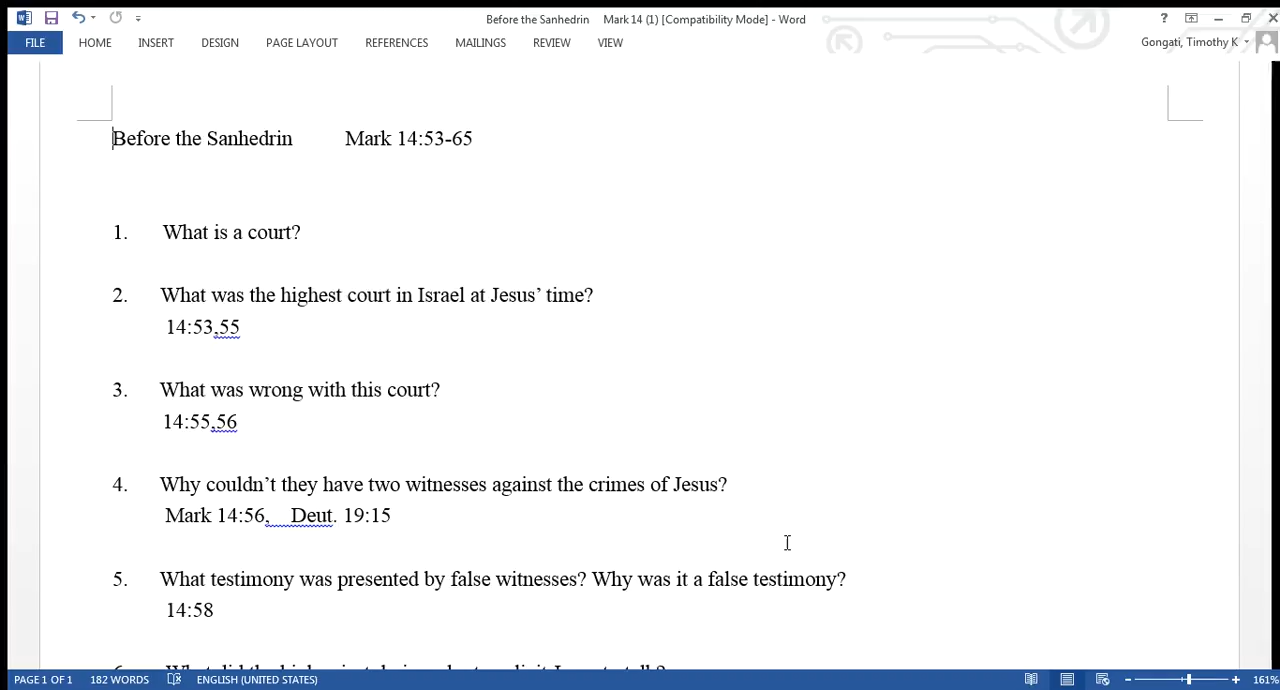 Before the Sanhedrin Mark 14 (1) [Compatibility Mode] - Word
?
FILE HOME INSERT DESIGN PAGE LAYOUT REFERENCES MAILINGS REVIEW VIEW
Gongati, Timothy K
Before the Sanhedrin Mark 14:53-65
1. What is a court?
2. What was the highest court in Israel at Jesus’ time?
14:53,55
3. What was wrong with this court?
14:55,56
4. Why couldn’t they have two witnesses against the crimes of Jesus?
Mark 14:56, Deut. 19:15
5. What testimony was presented by false witnesses? Why was it a false testimony?
14:58
PAGE 1 OF 1 182 WORDS ENGLISH (UNITED STATES) 161%